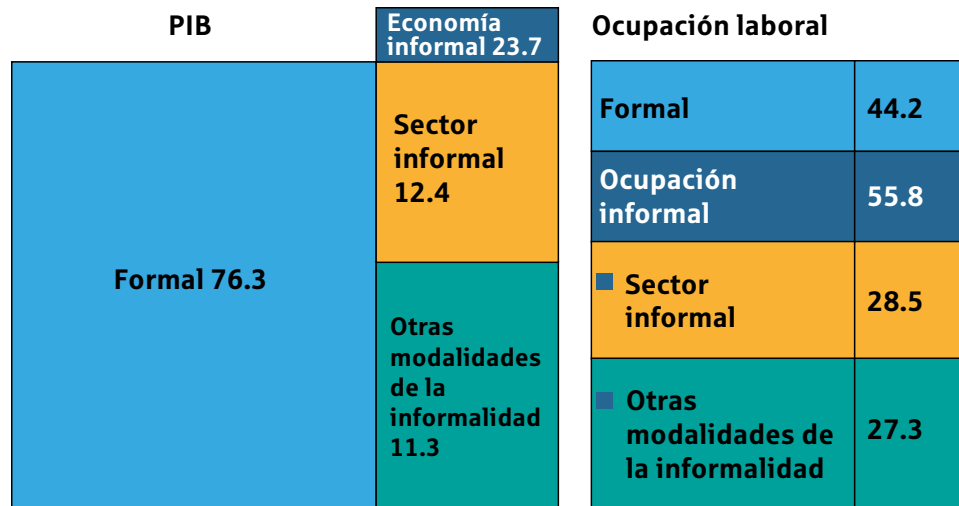 PIB
Economía
informal 23.7
Formal 76.3
Sector
informal
12.4
Otras
modalidades
de la
informalidad
11.3
Ocupación laboral
Formal 44.2
Ocupación
informal 55.8
Sector
informal 28.5
Otras
modalidades de
la informalidad 27.3